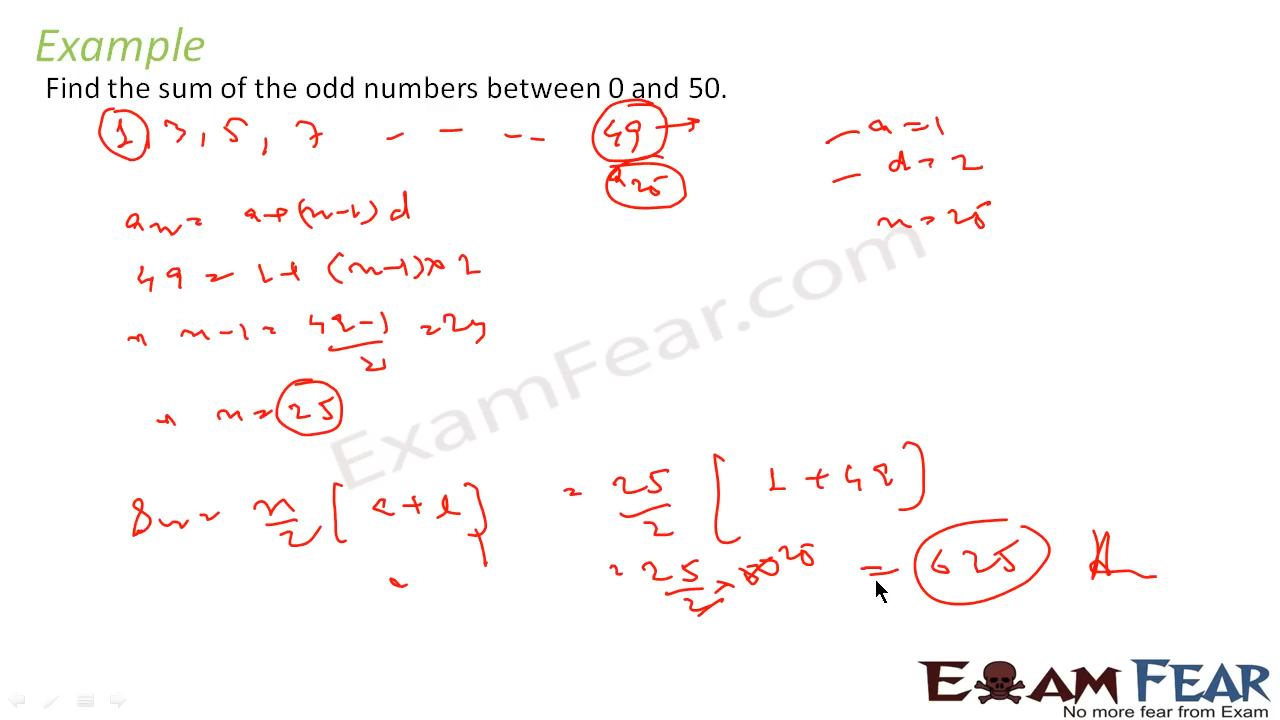 Example
Find the sum of the odd numbers between 0 and 50.
1, 3, 5, 7 - - -- 49 →
a25
a = 1
d = 2
n = 25
an = a + (n-1) d
49 = 1 + (n-1) × 2
n-1 = 49-1/2 = 24
n = 25
Sn = n/2 [a + l]
= 25/2 [1 + 49]
= 25/2 × 50 25 = 625
ExamFear.com
EXAM FEAR
No more fear from Exam